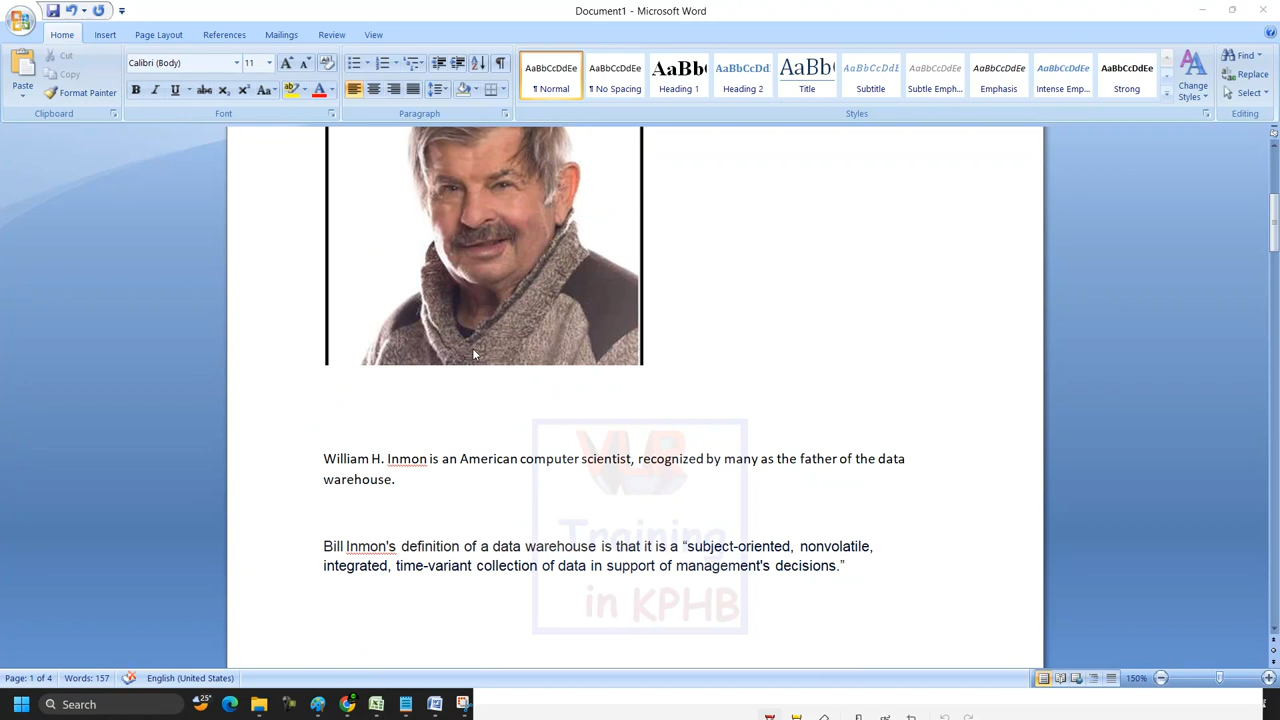 Document1 - Microsoft Word
Home Insert Page Layout References Mailings Review View
Cut
Copy
Paste
Format Painter
Clipboard
Calibri (Body) 11
Font
Paragraph
AaBbCcDdEe AaBbCcDdEe AaBb( AaBbCcDd. AaBb( AaBbCcDdE AaBbCcDdEe AaBbCcDdEe AaBbCcDdEe AaBbCcDdEe
¶ Normal ¶ No Spacing Heading 1 Heading 2 Title Subtitle Subtle Emph... Emphasis Intense Emp... Strong
Change
Styles
Styles
Find
Replace
Select
Editing
William H. Inmon is an American computer scientist, recognized by many as the father of the data
warehouse.
Bill Inmon's definition of a data warehouse is that it is a “subject-oriented, nonvolatile,
integrated, time-variant collection of data in support of management's decisions.”
VLR
Training
in KPHB
Page: 1 of 4 Words: 157 English (United States) 150%
Search 25°